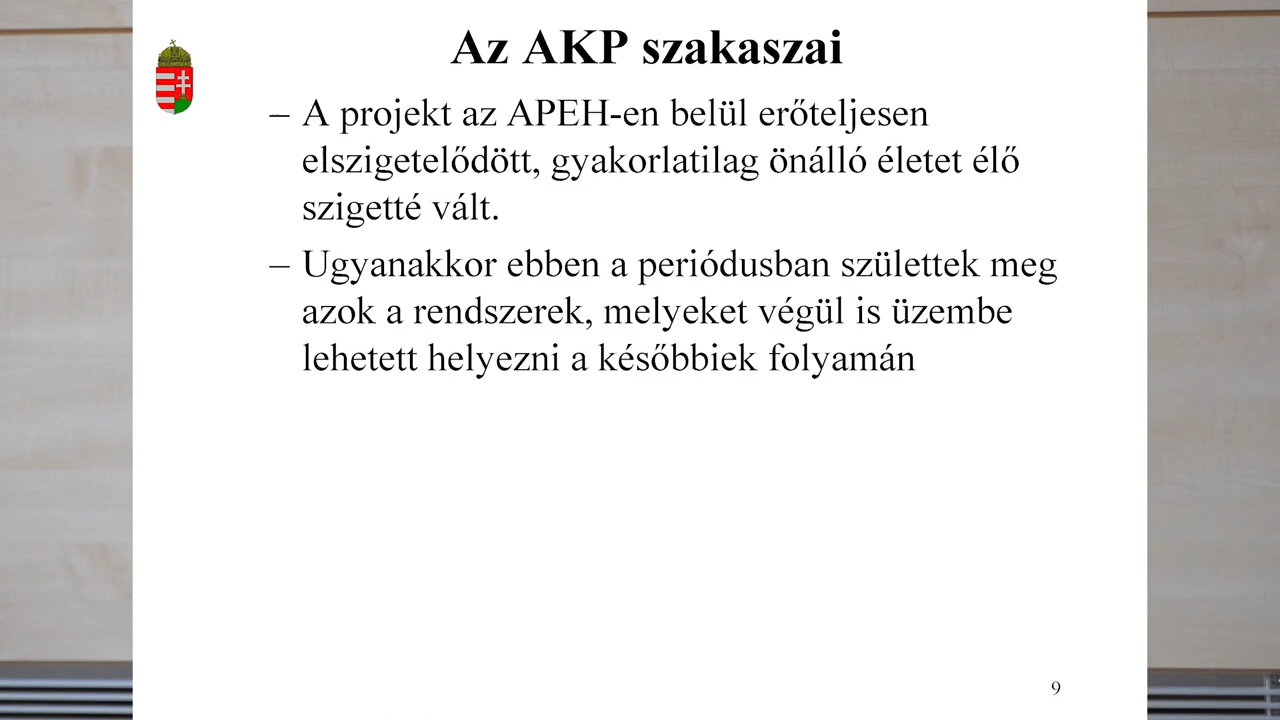 Az AKP szakaszai
– A projekt az APEH-en belül erőteljesen
elszigetelődött, gyakorlatilag önálló életet élő
szigetté vált.
– Ugyanakkor ebben a periódusban születtek meg
azok a rendszerek, melyeket végül is üzembe
lehetett helyezni a későbbiek folyamán
9